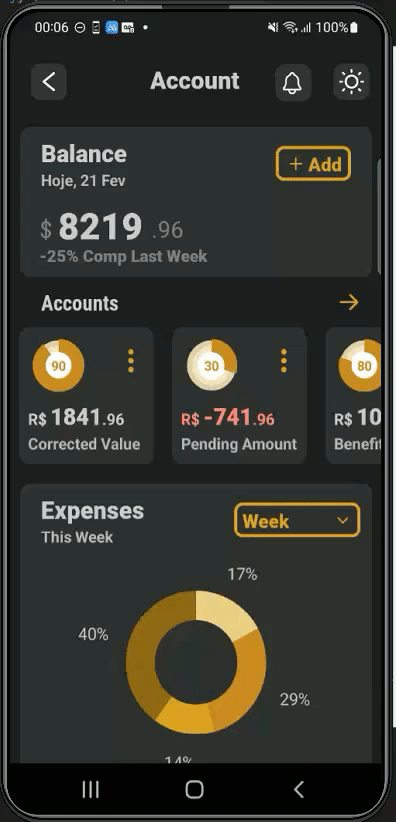 00:06 100%
Account
Balance
+ Add
Hoje, 21 Fev
$ 8219 .96
-25% Comp Last Week
Accounts
90 30 80
R$ 1841.96 R$ -741.96 R$ 10
Corrected Value Pending Amount Benefit
Expenses
Week
This Week
17%
40%
29%
14%